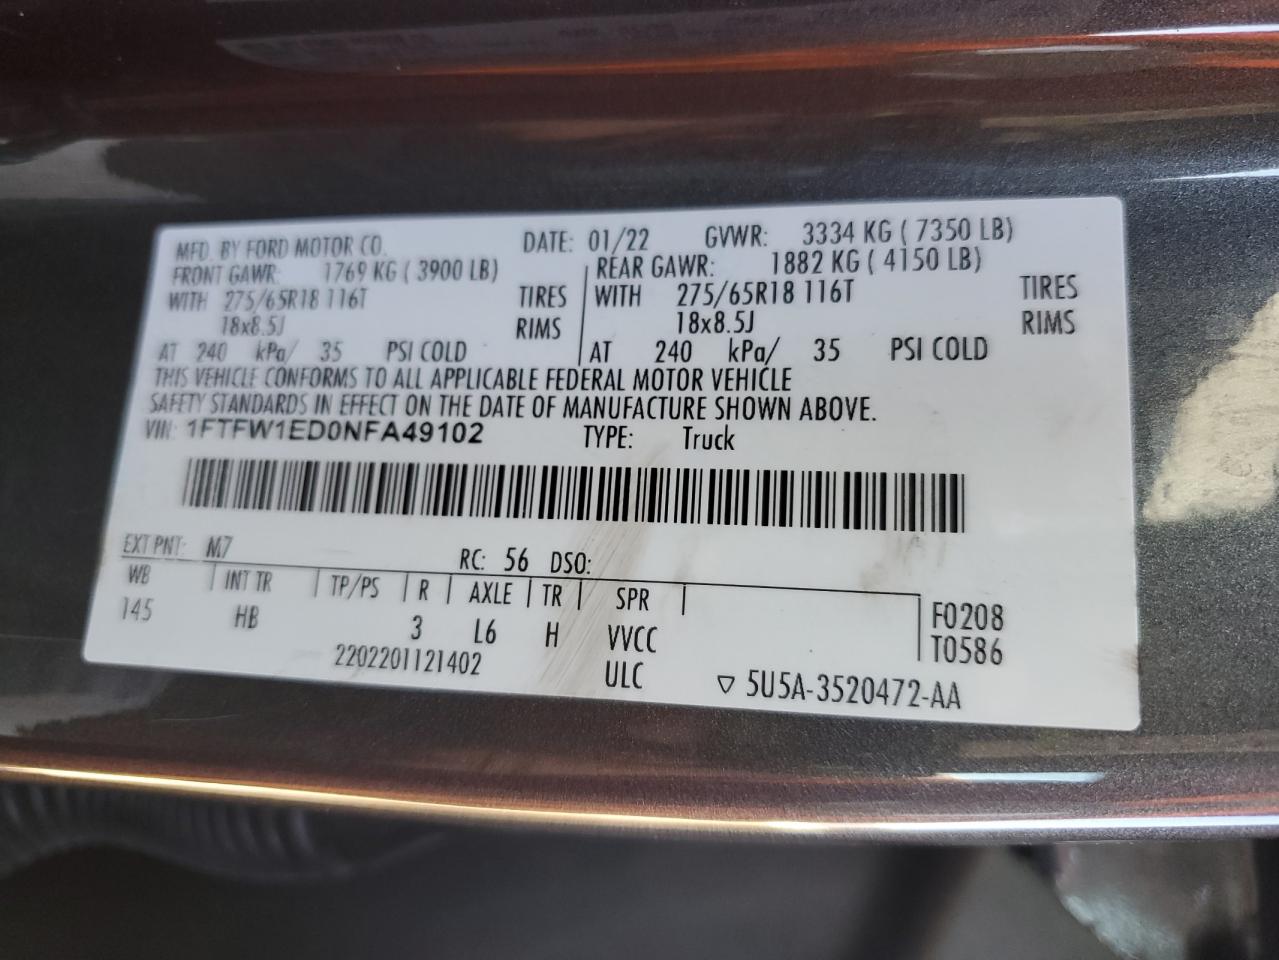 MFD. BY FORD MOTOR CO. DATE: 01/22 GVWR: 3334 KG ( 7350 LB)
FRONT GAWR: 1769 KG ( 3900 LB) REAR GAWR: 1882 KG ( 4150 LB)
WITH 275/65R18 116T TIRES WITH 275/65R18 116T TIRES
18x8.5J RIMS 18x8.5J RIMS
AT 240 kPa/ 35 PSI COLD AT 240 kPa/ 35 PSI COLD
THIS VEHICLE CONFORMS TO ALL APPLICABLE FEDERAL MOTOR VEHICLE
SAFETY STANDARDS IN EFFECT ON THE DATE OF MANUFACTURE SHOWN ABOVE.
VIN: 1FTFW1ED0NFA49102 TYPE: Truck
EXT PNT: M7 RC: 56 DSO:
WB INT TR TP/PS R AXLE TR SPR F0208
145 HB 3 L6 H VVCC T0586
2202201121402 ULC ▽ 5U5A-3520472-AA